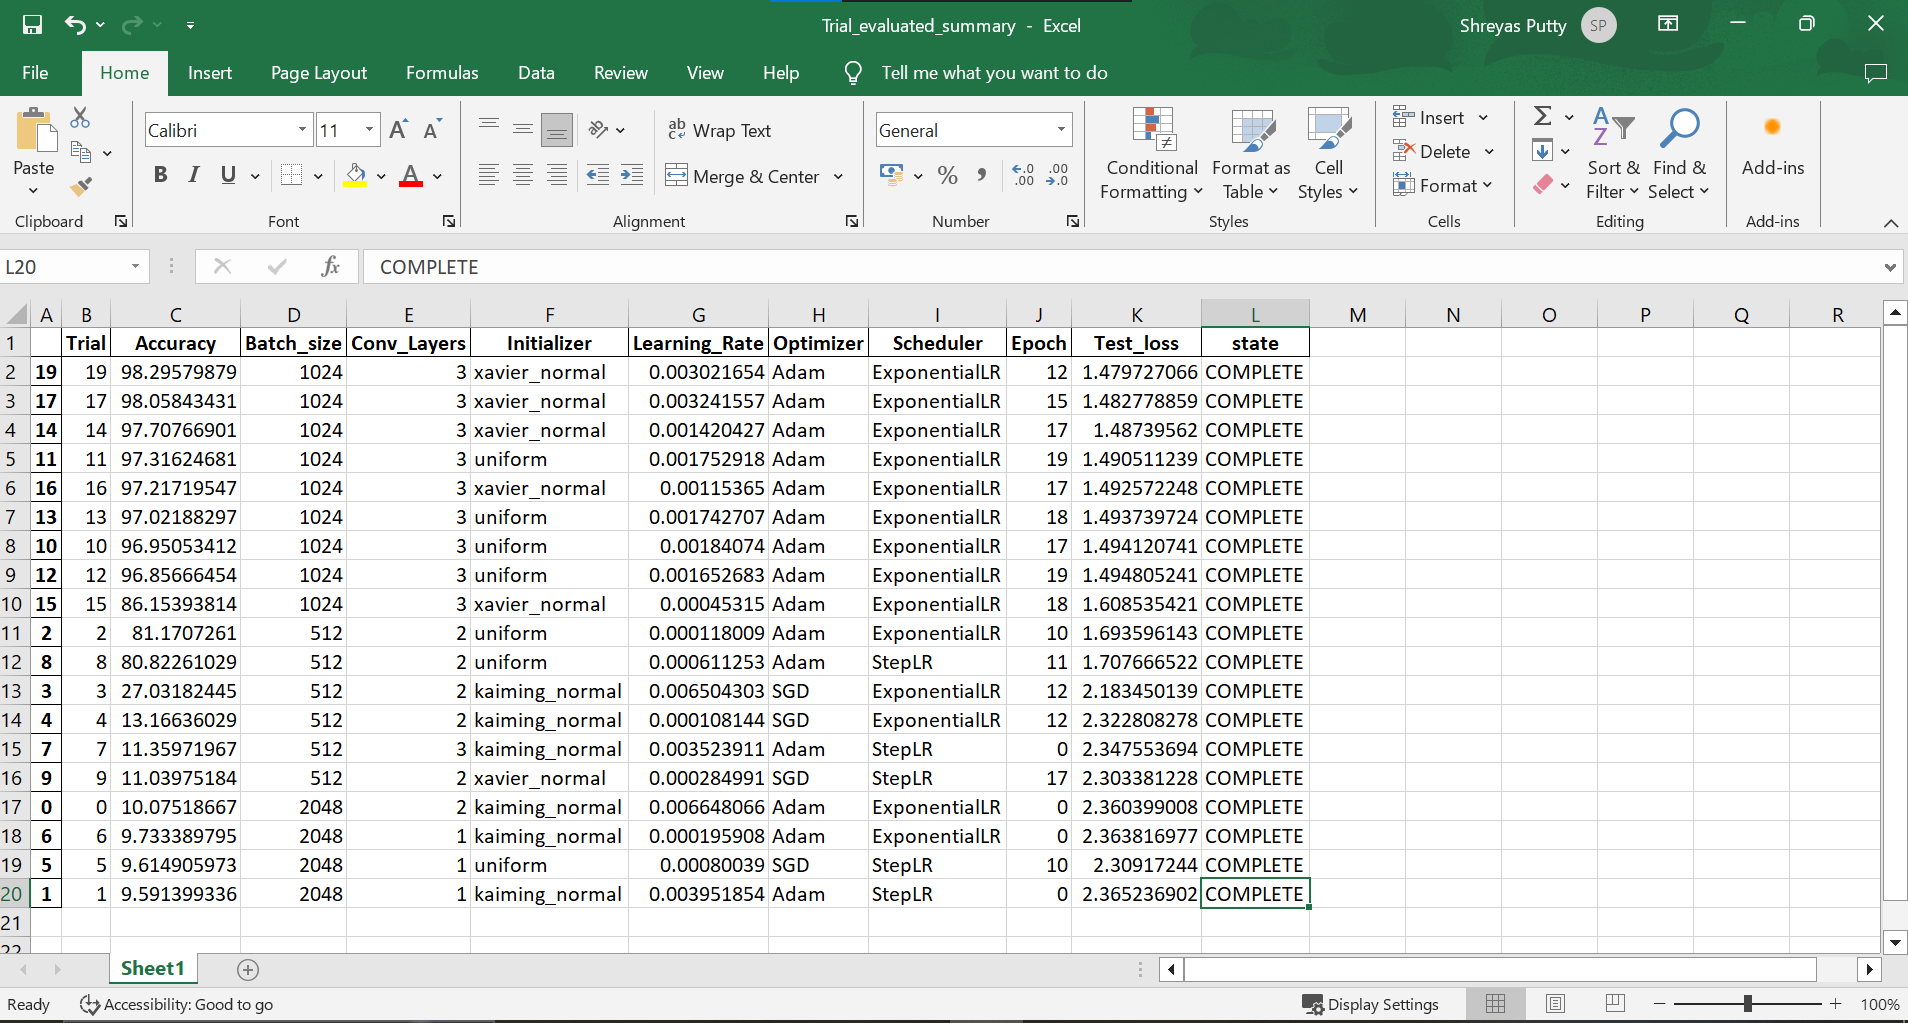 Trial_evaluated_summary - Excel
Shreyas Putty SP
File Home Insert Page Layout Formulas Data Review View Help Tell me what you want to do
Paste
Clipboard
Calibri 11
B I U A
Font
ab Wrap Text
Merge & Center
Alignment
General
% ,
Number
Conditional Formatting
Format as Table
Cell Styles
Styles
Insert
Delete
Format
Cells
Sort & Filter
Find & Select
Editing
Add-ins
Add-ins
L20 fx COMPLETE
A B C D E F G H I J K L M N O P Q R
1 Trial Accuracy Batch_size Conv_Layers Initializer Learning_Rate Optimizer Scheduler Epoch Test_loss state
2 19 19 98.29579879 1024 3 xavier_normal 0.003021654 Adam ExponentialLR 12 1.479727066 COMPLETE
3 17 17 98.05843431 1024 3 xavier_normal 0.003241557 Adam ExponentialLR 15 1.482778859 COMPLETE
4 14 14 97.70766901 1024 3 xavier_normal 0.001420427 Adam ExponentialLR 17 1.48739562 COMPLETE
5 11 11 97.31624681 1024 3 uniform 0.001752918 Adam ExponentialLR 19 1.490511239 COMPLETE
6 16 16 97.21719547 1024 3 xavier_normal 0.00115365 Adam ExponentialLR 17 1.492572248 COMPLETE
7 13 13 97.02188297 1024 3 uniform 0.001742707 Adam ExponentialLR 18 1.493739724 COMPLETE
8 10 10 96.95053412 1024 3 uniform 0.00184074 Adam ExponentialLR 17 1.494120741 COMPLETE
9 12 12 96.85666454 1024 3 uniform 0.001652683 Adam ExponentialLR 19 1.494805241 COMPLETE
10 15 15 86.15393814 1024 3 xavier_normal 0.00045315 Adam ExponentialLR 18 1.608535421 COMPLETE
11 2 2 81.1707261 512 2 uniform 0.000118009 Adam ExponentialLR 10 1.693596143 COMPLETE
12 8 8 80.82261029 512 2 uniform 0.000611253 Adam StepLR 11 1.707666522 COMPLETE
13 3 3 27.03182445 512 2 kaiming_normal 0.006504303 SGD ExponentialLR 12 2.183450139 COMPLETE
14 4 4 13.16636029 512 2 kaiming_normal 0.000108144 SGD ExponentialLR 12 2.322808278 COMPLETE
15 7 7 11.35971967 512 3 kaiming_normal 0.003523911 Adam StepLR 0 2.347553694 COMPLETE
16 9 9 11.03975184 512 2 xavier_normal 0.000284991 SGD StepLR 17 2.303381228 COMPLETE
17 0 0 10.07518667 2048 2 kaiming_normal 0.006648066 Adam ExponentialLR 0 2.360399008 COMPLETE
18 6 6 9.733389795 2048 1 kaiming_normal 0.000195908 Adam ExponentialLR 0 2.363816977 COMPLETE
19 5 5 9.614905973 2048 1 uniform 0.00080039 SGD StepLR 10 2.30917244 COMPLETE
20 1 1 9.591399336 2048 1 kaiming_normal 0.003951854 Adam StepLR 0 2.365236902 COMPLETE
21
22
Sheet1
Ready Accessibility: Good to go Display Settings 100%